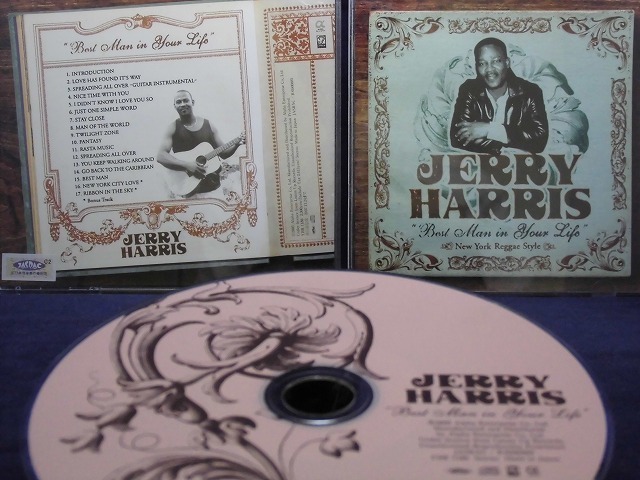 "Best Man in Your Life"
1. INTRODUCTION
2. LOVE HAS FOUND IT'S WAY
3. SPREADING ALL OVER -GUITAR INSTRUMENTAL-
4. NICE TIME WITH YOU
5. I DIDN'T KNOW I LOVE YOU SO
6. JUST ONE SIMPLE WORD
7. STAY CLOSE
8. MAN OF THE WORLD
9. TWILIGHT ZONE
10. FANTASY
11. RASTA MUSIC
12. SPREADING ALL OVER
13. YOU KEEP WALKING AROUND
14. GO BACK TO THE CARIBBEAN
15. BEST MAN
16. NEW YORK CITY LOVE *
17. RIBBON IN THE SKY *
* Bonus Track
JERRY
HARRIS
JERRY
HARRIS
"Best Man in Your Life"
New York Reggae Style
JERRY
HARRIS
"Best Man in Your Life"